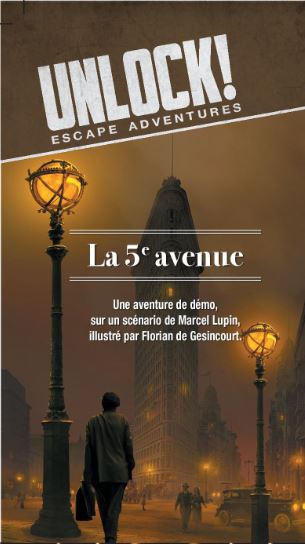 UNLOCK!
ESCAPE ADVENTURES
La 5e avenue
Une aventure de démo,
sur un scénario de Marcel Lupin,
illustré par Florian de Gesincourt.